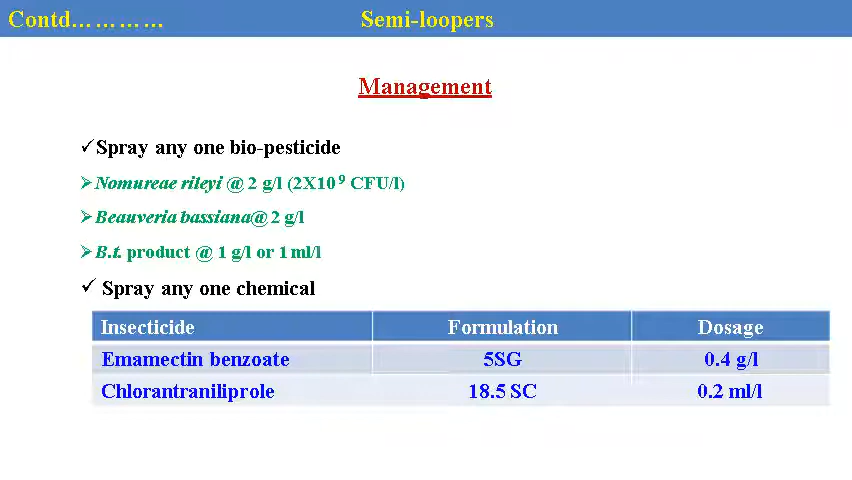 Contd………… Semi-loopers
Management
✓Spray any one bio-pesticide
➢Nomureae rileyi @ 2 g/l (2X10⁹ CFU/l)
➢Beauveria bassiana@ 2 g/l
➢B.t. product @ 1 g/l or 1 ml/l
✓ Spray any one chemical
Insecticide Formulation Dosage
Emamectin benzoate 5SG 0.4 g/l
Chlorantraniliprole 18.5 SC 0.2 ml/l